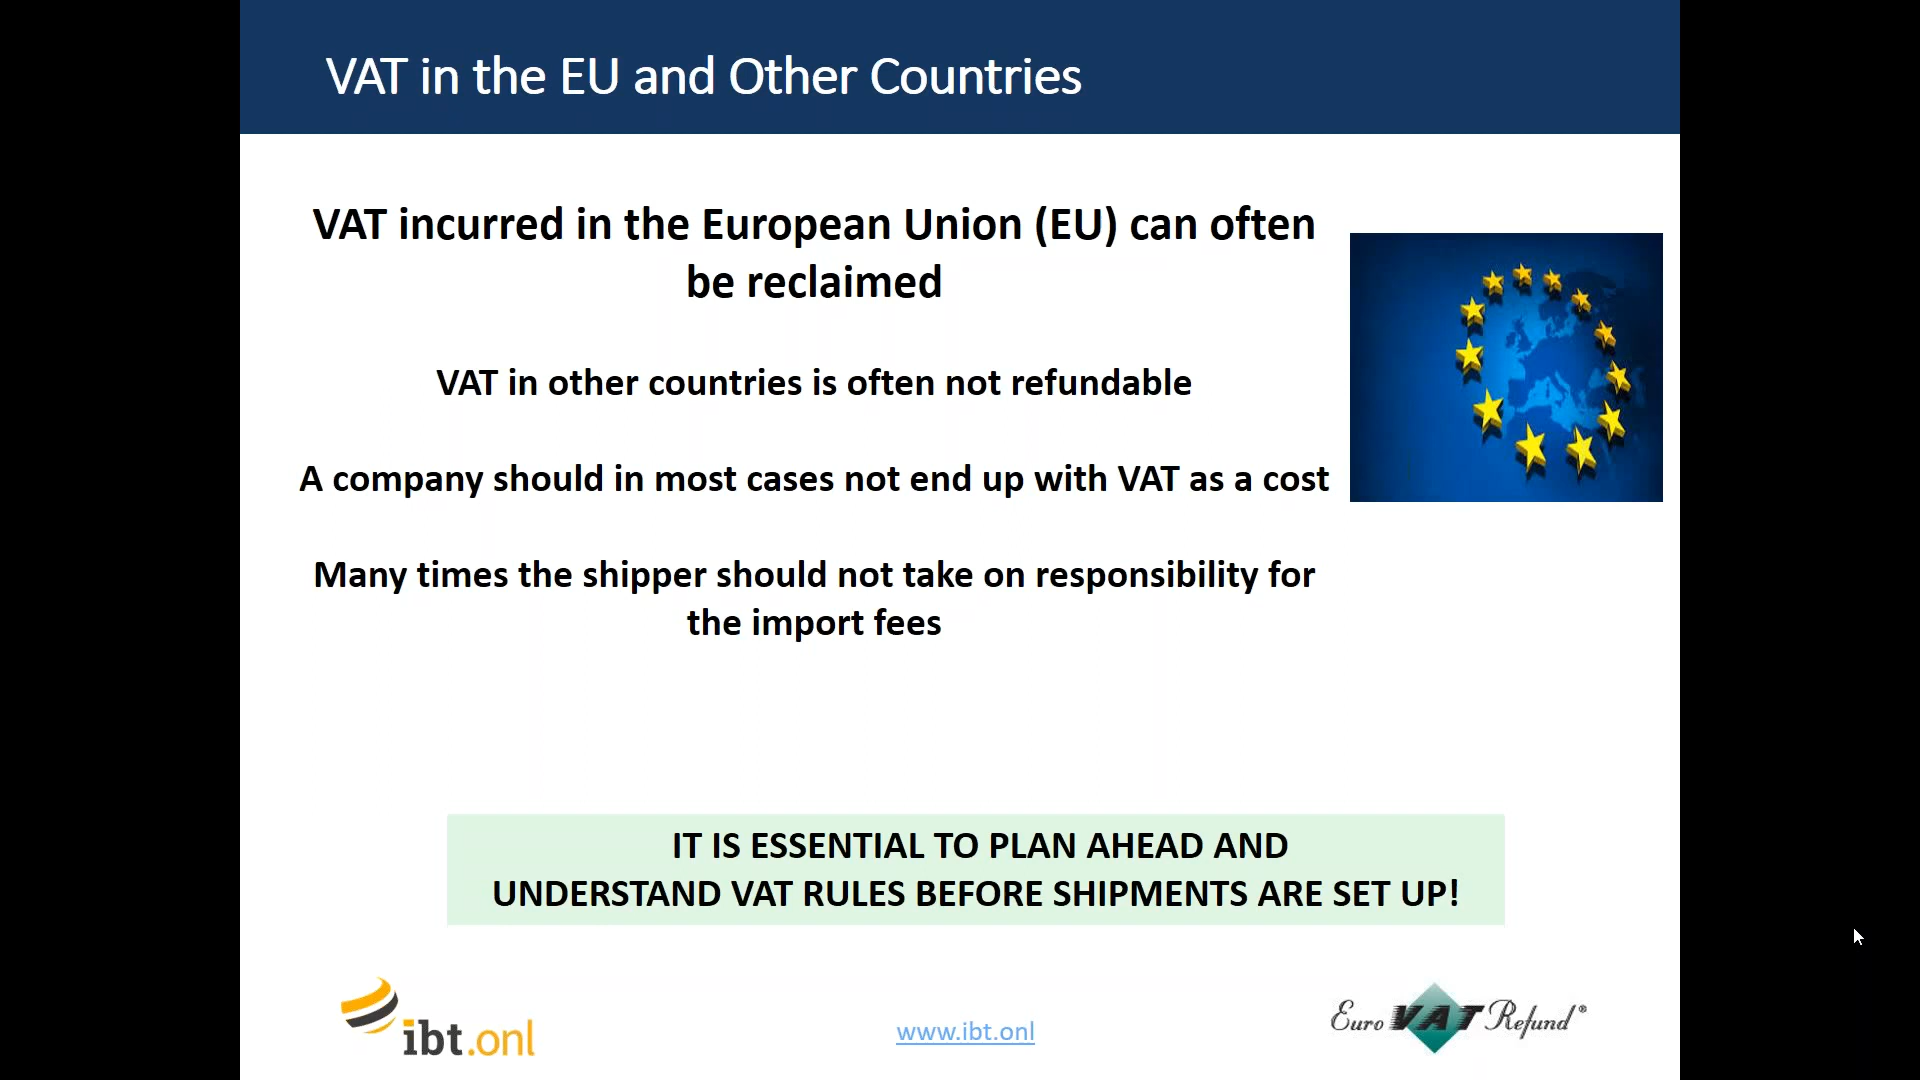 VAT in the EU and Other Countries
VAT incurred in the European Union (EU) can often
be reclaimed
VAT in other countries is often not refundable
A company should in most cases not end up with VAT as a cost
Many times the shipper should not take on responsibility for
the import fees
IT IS ESSENTIAL TO PLAN AHEAD AND
UNDERSTAND VAT RULES BEFORE SHIPMENTS ARE SET UP!
ibt.onl
www.ibt.onl
Euro VAT Refund®